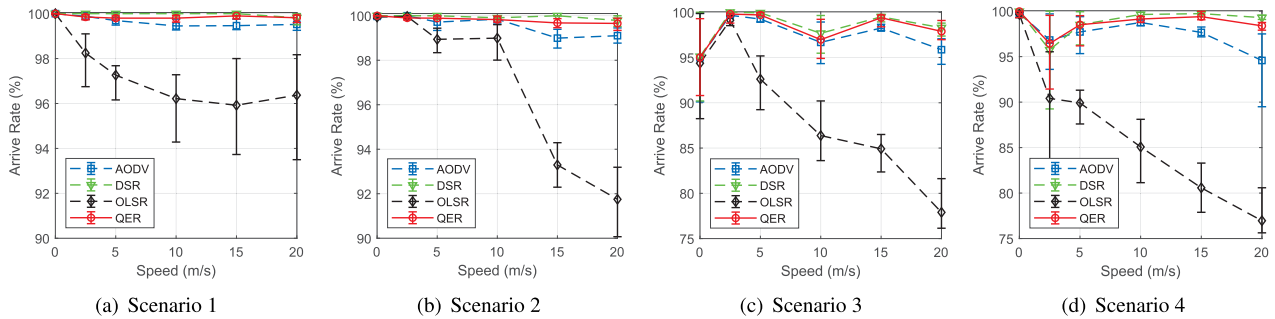 100
98
96
94
92
90
Arrive Rate (%)
AODV
DSR
OLSR
QER
0 5 10 15 20
Speed (m/s)
(a) Scenario 1
100
98
96
94
92
90
Arrive Rate (%)
AODV
DSR
OLSR
QER
0 5 10 15 20
Speed (m/s)
(b) Scenario 2
100
95
90
85
80
75
Arrive Rate (%)
AODV
DSR
OLSR
QER
0 5 10 15 20
Speed (m/s)
(c) Scenario 3
100
95
90
85
80
75
Arrive Rate (%)
AODV
DSR
OLSR
QER
0 5 10 15 20
Speed (m/s)
(d) Scenario 4